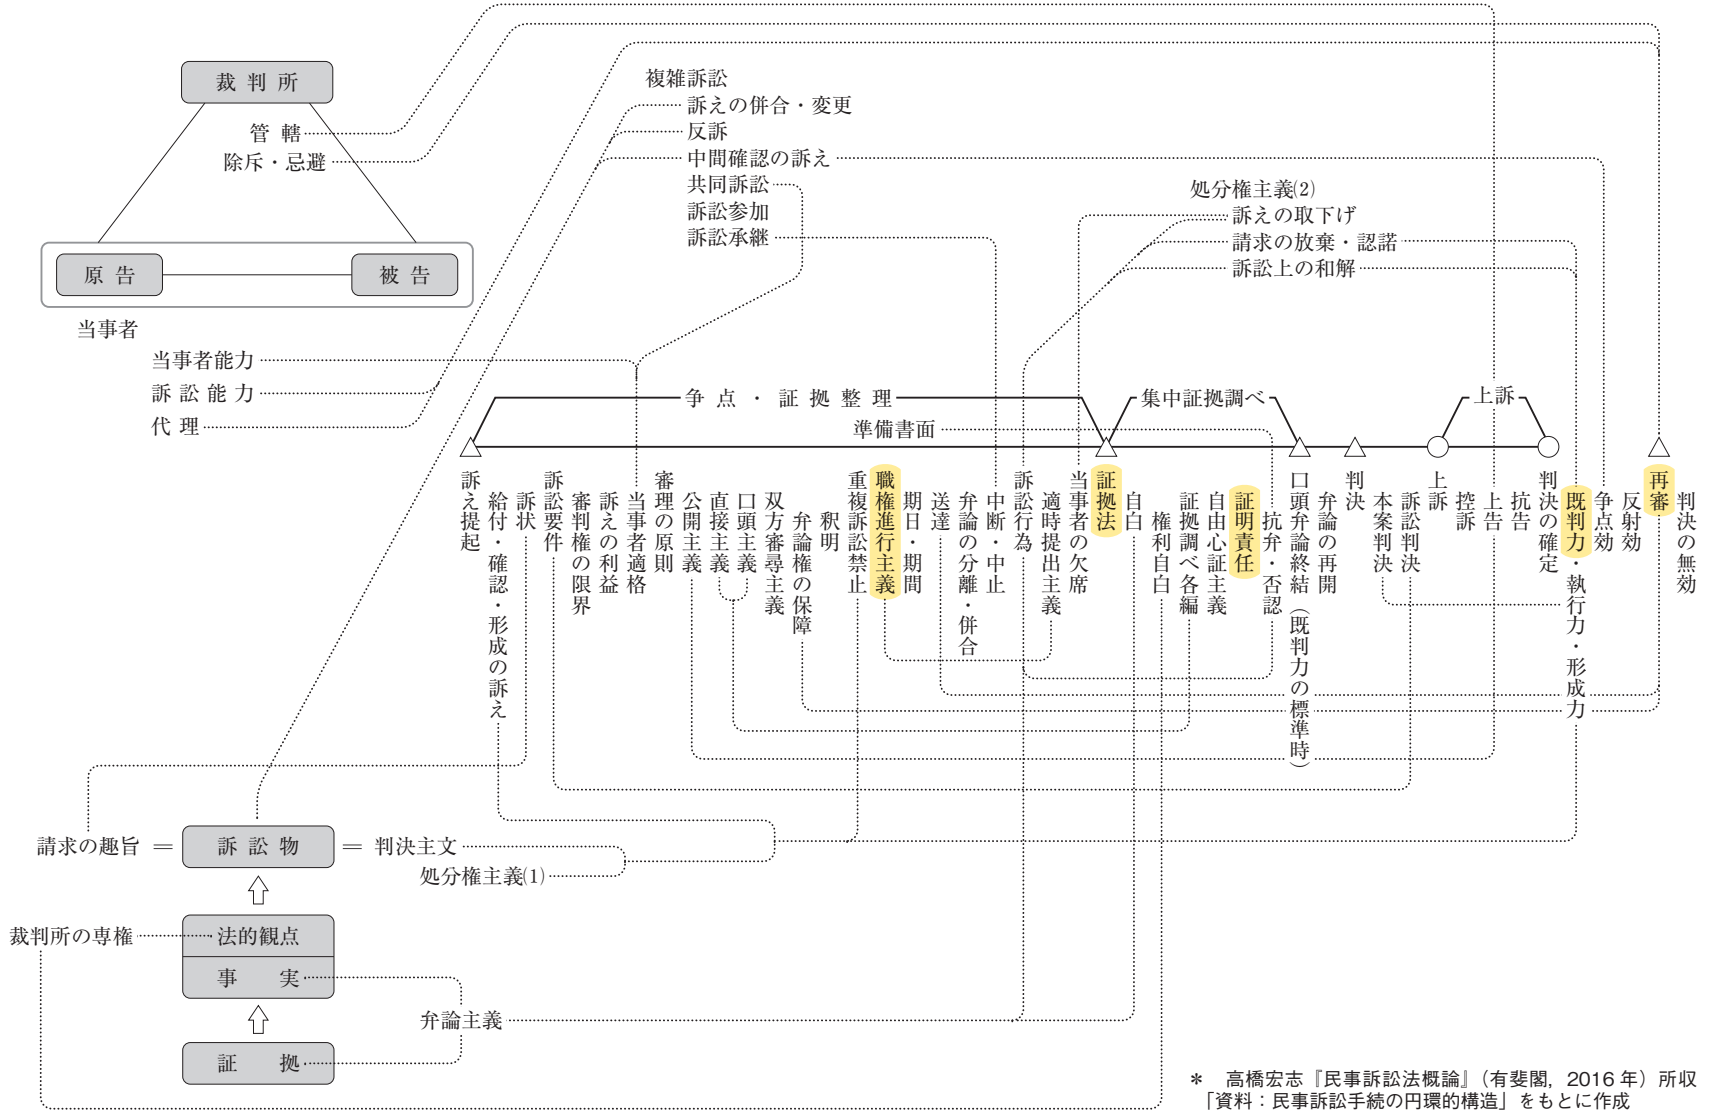 裁判所
管轄
除斥・忌避
原告
被告
当事者
当事者能力
訴訟能力
代理
複雑訴訟
訴えの併合・変更
反訴
中間確認の訴え
共同訴訟
訴訟参加
訴訟承継
処分権主義(2)
訴えの取下げ
請求の放棄・認諾
訴訟上の和解
争点・証拠整理
準備書面
集中証拠調べ
上訴
訴え提起
給付・確認・形成の訴え
訴状
訴訟要件
審判権の限界
訴えの利益
当事者適格
審理の原則
公開主義
直接主義
口頭主義
双方審尋主義
弁論権の保障
釈明
重複訴訟禁止
職権進行主義
期日・期間
送達
弁論の分離・併合
中断・中止
訴訟行為
適時提出主義
当事者の欠席
証拠法
自白
権利自白
証拠調べ各編
自由心証主義
証明責任
抗弁・否認
口頭弁論終結（既判力の標準時）
弁論の再開
判決
本案判決
訴訟判決
上訴
控訴
上告
抗告
判決の確定
既判力・執行力・形成力
争点効
反射効
再審
判決の無効
請求の趣旨 ＝ 訴訟物 ＝ 判決主文
処分権主義(1)
裁判所の専権
法的観点
事実
弁論主義
証拠
＊ 高橋宏志『民事訴訟法概論』（有斐閣，2016 年）所収
「資料：民事訴訟手続の円環的構造」をもとに作成